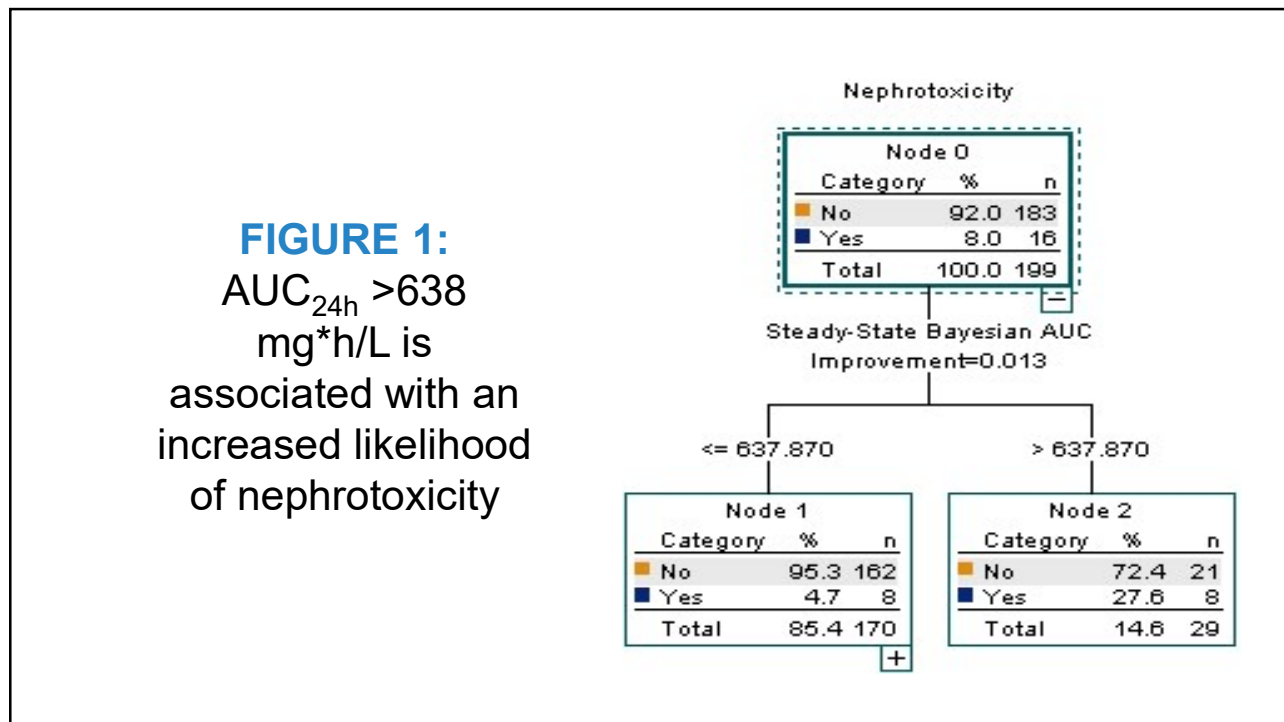 FIGURE 1:
AUC24h >638
mg*h/L is
associated with an
increased likelihood
of nephrotoxicity
Nephrotoxicity
Node 0
Category % n
No 92.0 183
Yes 8.0 16
Total 100.0 199
Steady-State Bayesian AUC
Improvement=0.013
<= 637.870
> 637.870
Node 1
Category % n
No 95.3 162
Yes 4.7 8
Total 85.4 170
Node 2
Category % n
No 72.4 21
Yes 27.6 8
Total 14.6 29